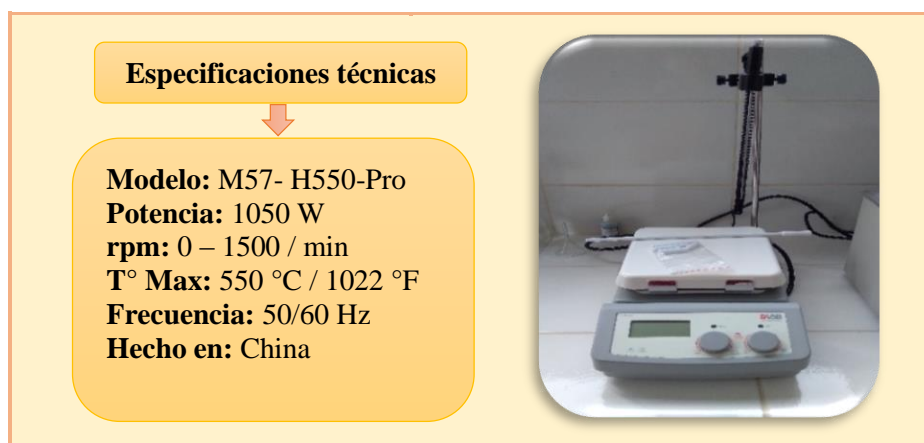 Especificaciones técnicas
Modelo: M57- H550-Pro
Potencia: 1050 W
rpm: 0 – 1500 / min
T° Max: 550 °C / 1022 °F
Frecuencia: 50/60 Hz
Hecho en: China